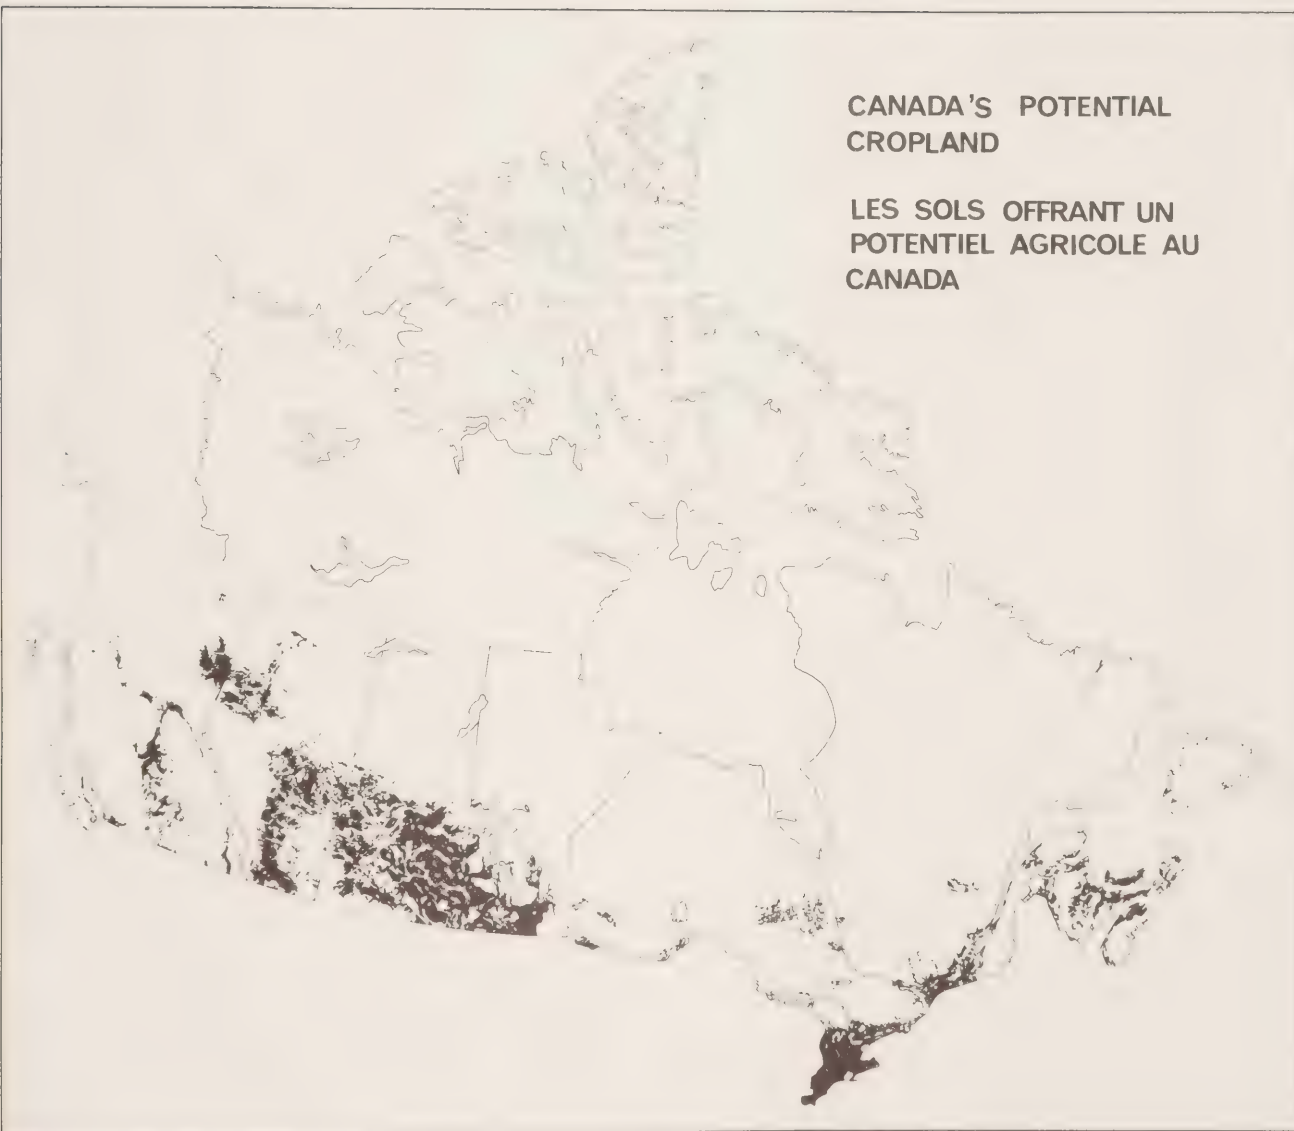 CANADA'S POTENTIAL
CROPLAND
LES SOLS OFFRANT UN
POTENTIEL AGRICOLE AU
CANADA